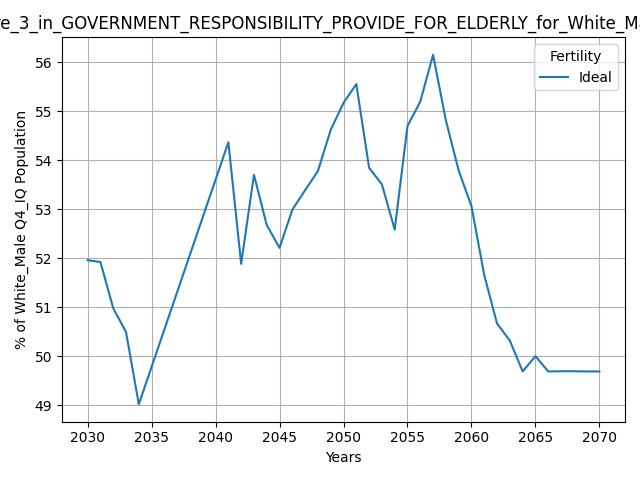 e_3_in_GOVERNMENT_RESPONSIBILITY_PROVIDE_FOR_ELDERLY_for_White_M
Fertility
Ideal
56
55
54
53
52
51
50
49
% of White_Male Q4_IQ Population
2030 2035 2040 2045 2050 2055 2060 2065 2070
Years